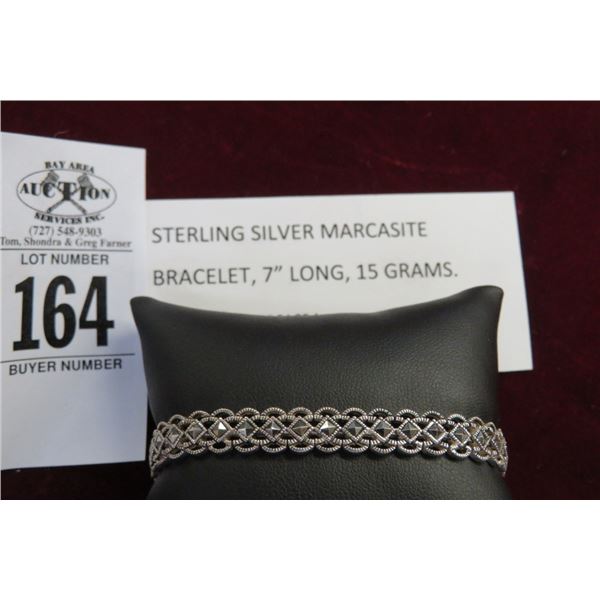 BAY AREA
AUCTION
SERVICES INC.
(727) 548-9303
Tom, Shondra & Greg Farner
LOT NUMBER
164
BUYER NUMBER
STERLING SILVER MARCASITE
BRACELET, 7” LONG, 15 GRAMS.